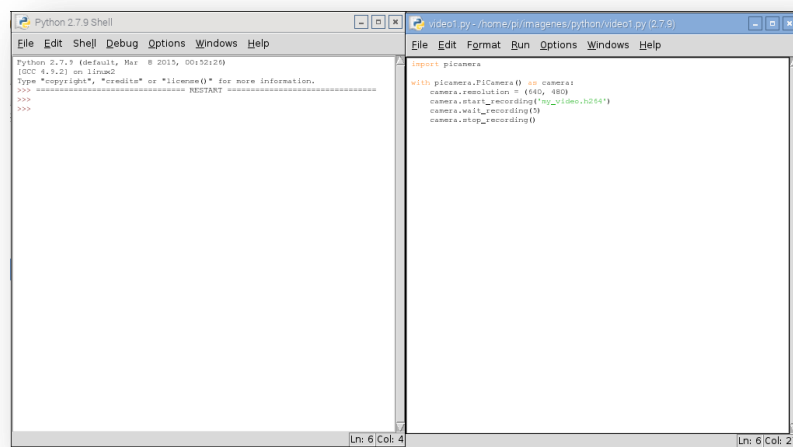 Python 2.7.9 Shell
File Edit Shell Debug Options Windows Help
Python 2.7.9 (default, Mar  8 2015, 00:52:26)
[GCC 4.9.2] on linux2
Type "copyright", "credits" or "license()" for more information.
>>> ================================ RESTART ================================
>>>
>>>
Ln: 6 Col: 4
video1.py - /home/pi/imagenes/python/video1.py (2.7.9)
File Edit Format Run Options Windows Help
import picamera
with picamera.PiCamera() as camera:
    camera.resolution = (640, 480)
    camera.start_recording('my_video.h264')
    camera.wait_recording(5)
    camera.stop_recording()
Ln: 6 Col: 2